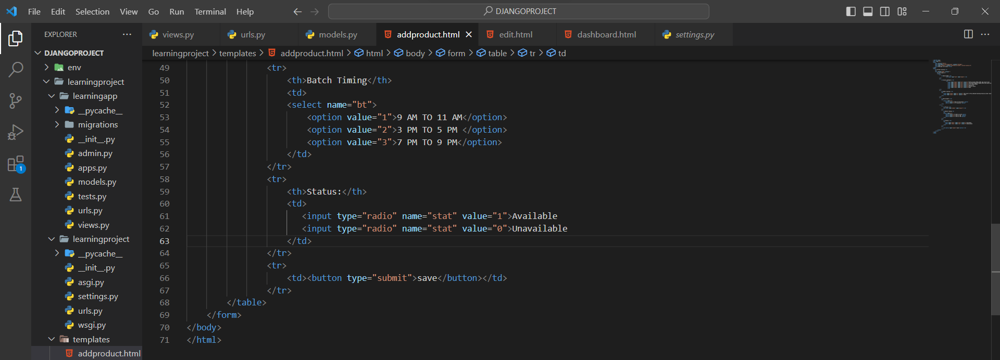 File Edit Selection View Go Run Terminal Help
DJANGOPROJECT
EXPLORER
views.py
urls.py
models.py
addproduct.html
edit.html
dashboard.html
settings.py
learningproject > templates > addproduct.html > html > body > form > table > tr > td
DJANGOPROJECT
env
learningproject
learningapp
__pycache__
migrations
__init__.py
admin.py
apps.py
models.py
tests.py
urls.py
views.py
learningproject
__pycache__
__init__.py
asgi.py
settings.py
urls.py
wsgi.py
templates
addproduct.html
1
49 <tr>
50 <th>Batch Timing</th>
51 <td>
52 <select name="bt">
53 <option value="1">9 AM TO 11 AM</option>
54 <option value="2">3 PM TO 5 PM </option>
55 <option value="3">7 PM TO 9 PM</option>
56 </td>
57 </tr>
58 <tr>
59 <th>Status:</th>
60 <td>
61 <input type="radio" name="stat" value="1">Available
62 <input type="radio" name="stat" value="0">Unavailable
63 </td>
64 </tr>
65 <tr>
66 <td><button type="submit">save</button></td>
67 </tr>
68 </table>
69 </form>
70 </body>
71 </html>